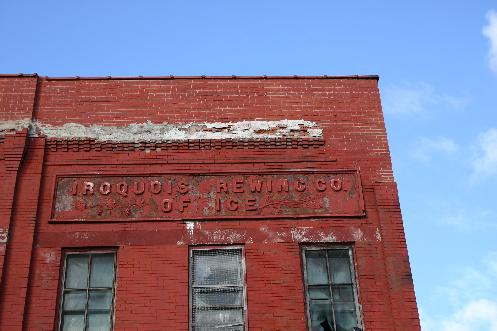 IROQUOIS REWING CO.
OF ICE